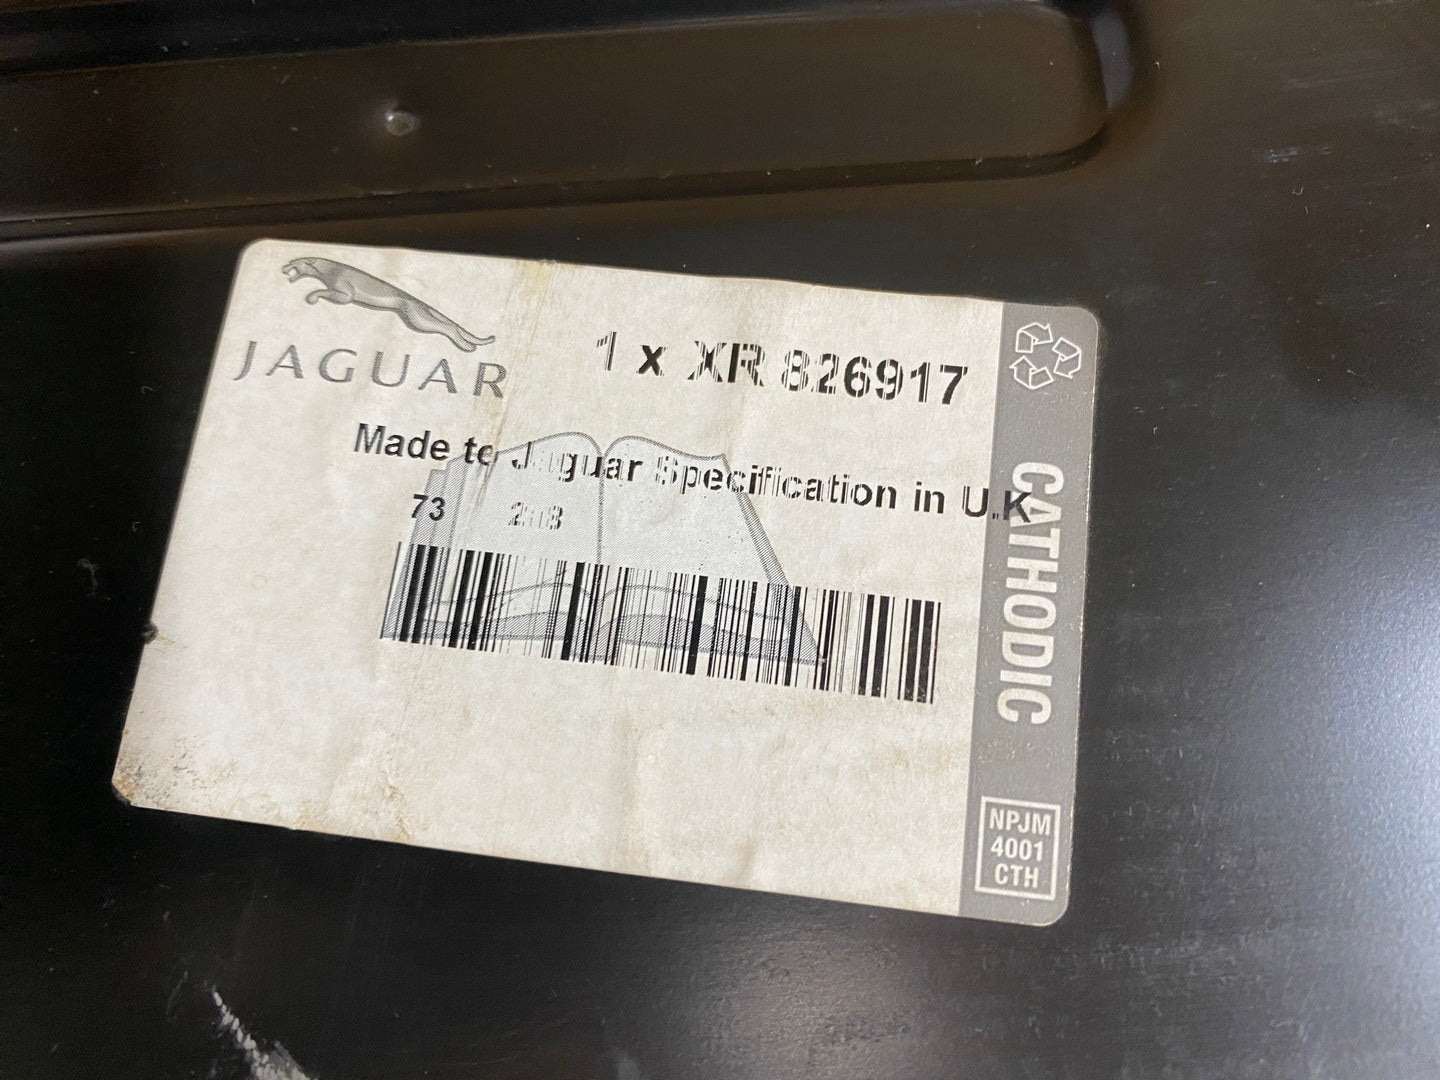 JAGUAR
1 x XR 826917
Made to Jaguar Specification in U.K
73
CATHODIC
NPJM
4001
CTH